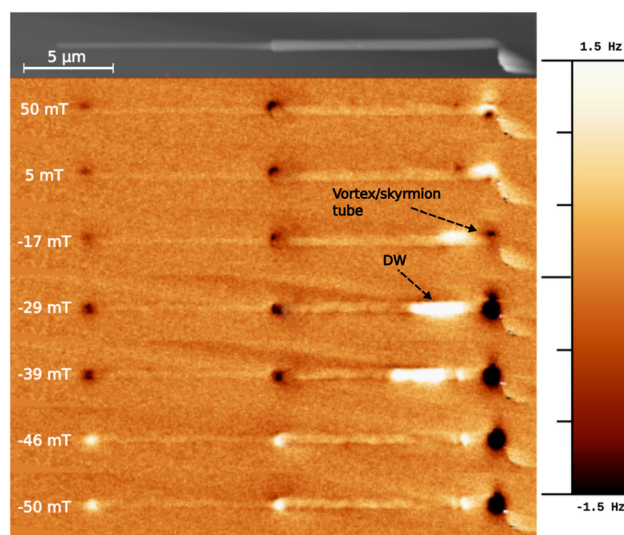 1.5 Hz
5 µm
50 mT
5 mT
Vortex/skyrmion
tube
-17 mT
DW
-29 mT
-39 mT
-46 mT
-50 mT
-1.5 Hz